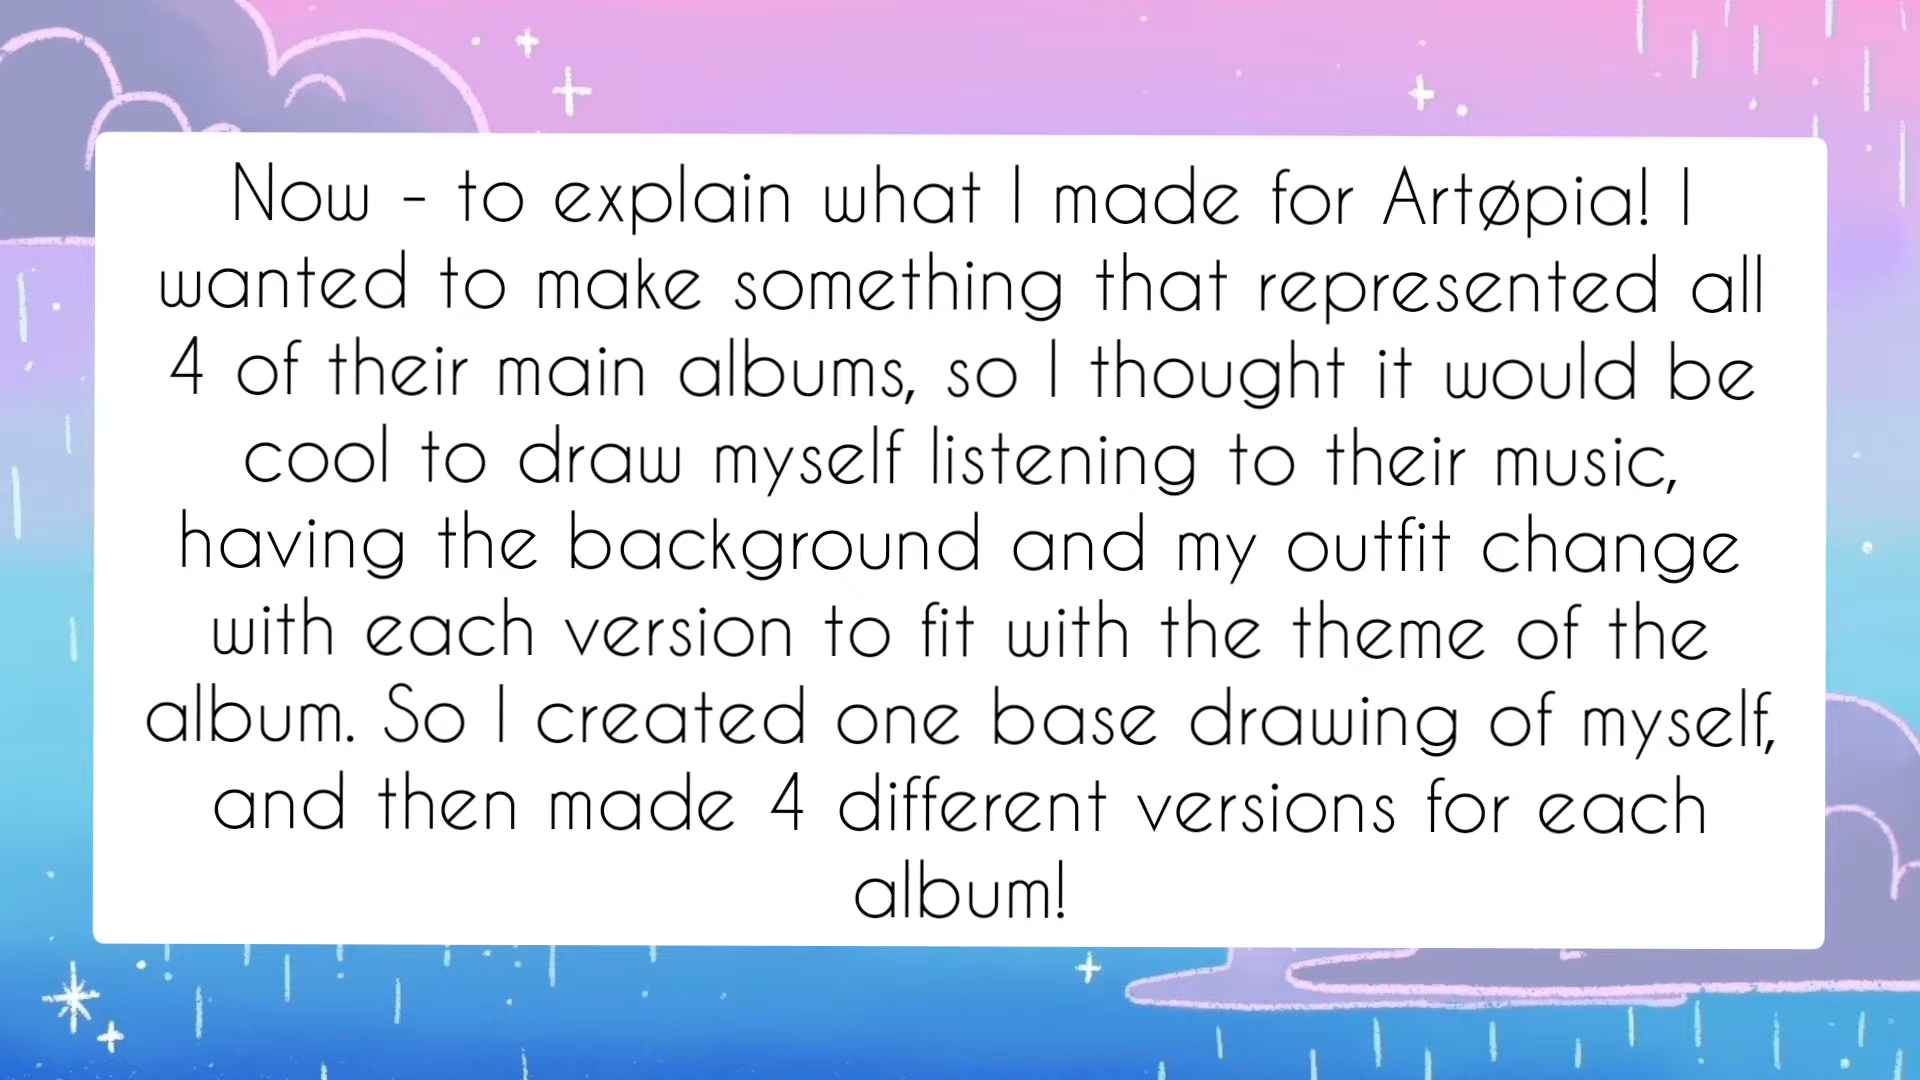 Now - to explain what I made for Artøpia! I
wanted to make something that represented all
4 of their main albums, so I thought it would be
cool to draw myself listening to their music,
having the background and my outfit change
with each version to fit with the theme of the
album. So I created one base drawing of myself,
and then made 4 different versions for each
album!